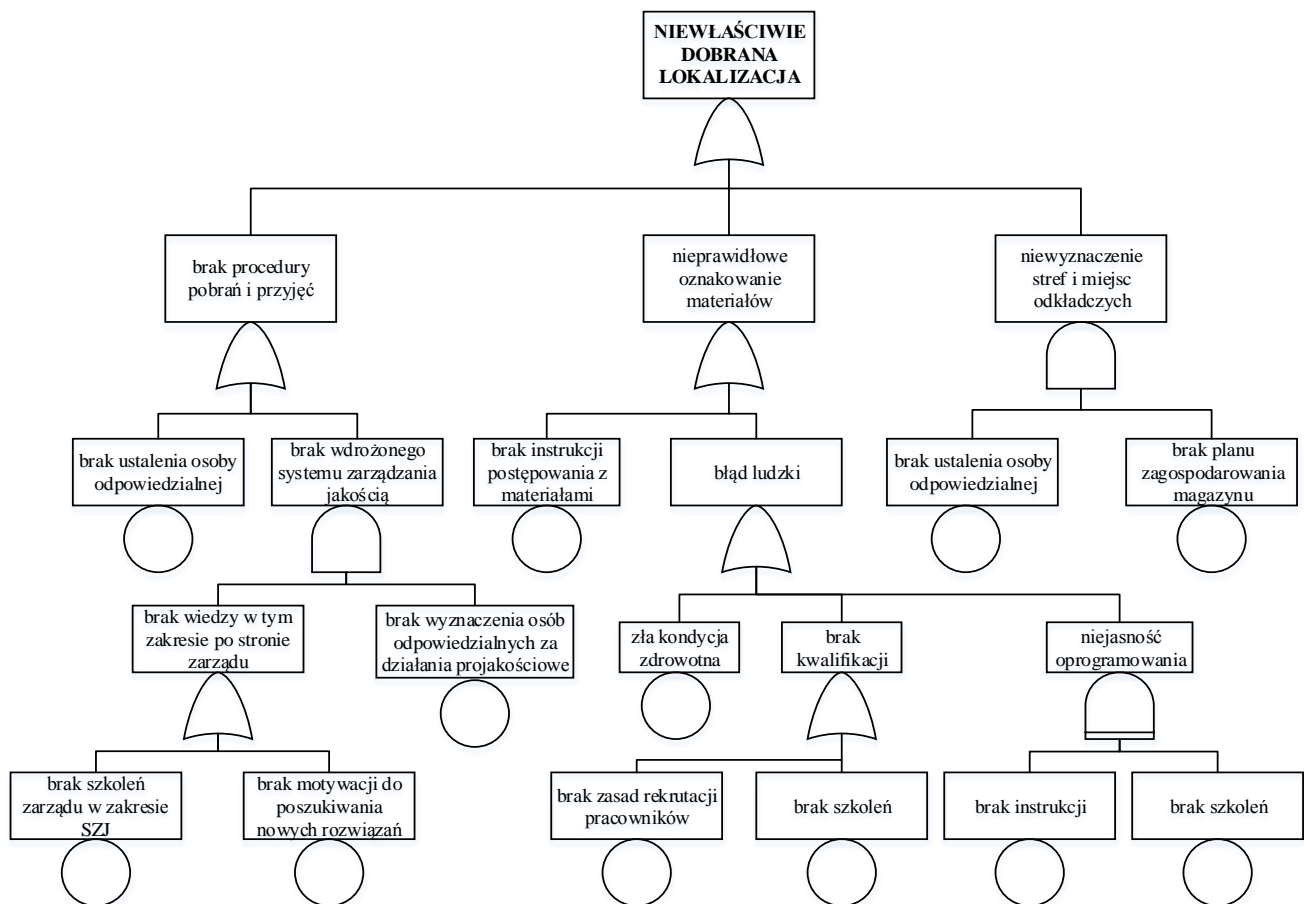 NIEWŁAŚCIWIE
DOBRANA
LOKALIZACJA
brak procedury
pobrań i przyjęć
nieprawidłowe
oznakowanie
materiałów
niewyznaczenie
stref i miejsc
odkładczych
brak ustalenia osoby
odpowiedzialnej
brak wdrożonego
systemu zarządzania
jakością
brak instrukcji
postępowania z
materiałami
błąd ludzki
brak ustalenia osoby
odpowiedzialnej
brak planu
zagospodarowania
magazynu
brak wiedzy w tym
zakresie po stronie
zarządu
brak wyznaczenia osób
odpowiedzialnych za
działania projakościowe
zła kondycja
zdrowotna
brak
kwalifikacji
niejasność
oprogramowania
brak szkoleń
zarządu w zakresie
SZJ
brak motywacji do
poszukiwania
nowych rozwiązań
brak zasad rekrutacji
pracowników
brak szkoleń
brak instrukcji
brak szkoleń